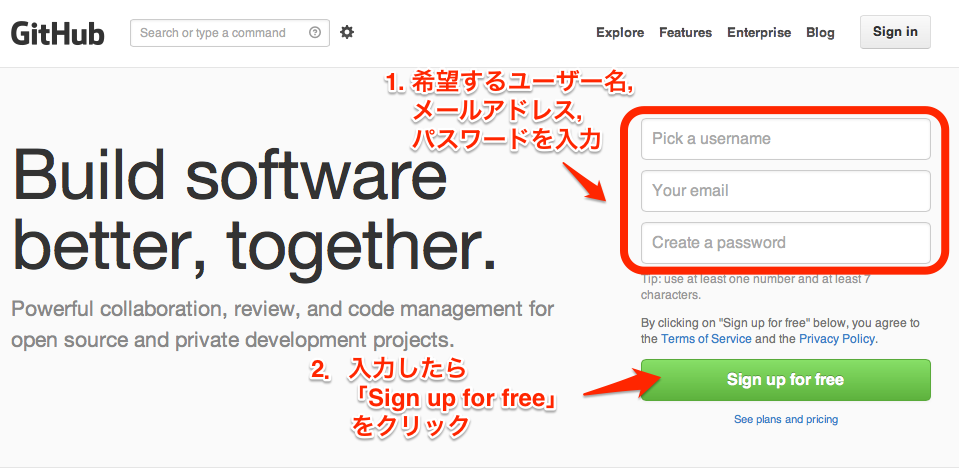 GitHub
Search or type a command
Explore Features Enterprise Blog Sign in
1. 希望するユーザー名,
メールアドレス,
パスワードを入力
Build software
better, together.
Powerful collaboration, review, and code management for
open source and private development projects.
Pick a username
Your email
Create a password
Tip: use at least one number and at least 7
characters.
By clicking on "Sign up for free" below, you agree to
the Terms of Service and the Privacy Policy.
2. 入力したら
「Sign up for free」
をクリック
Sign up for free
See plans and pricing